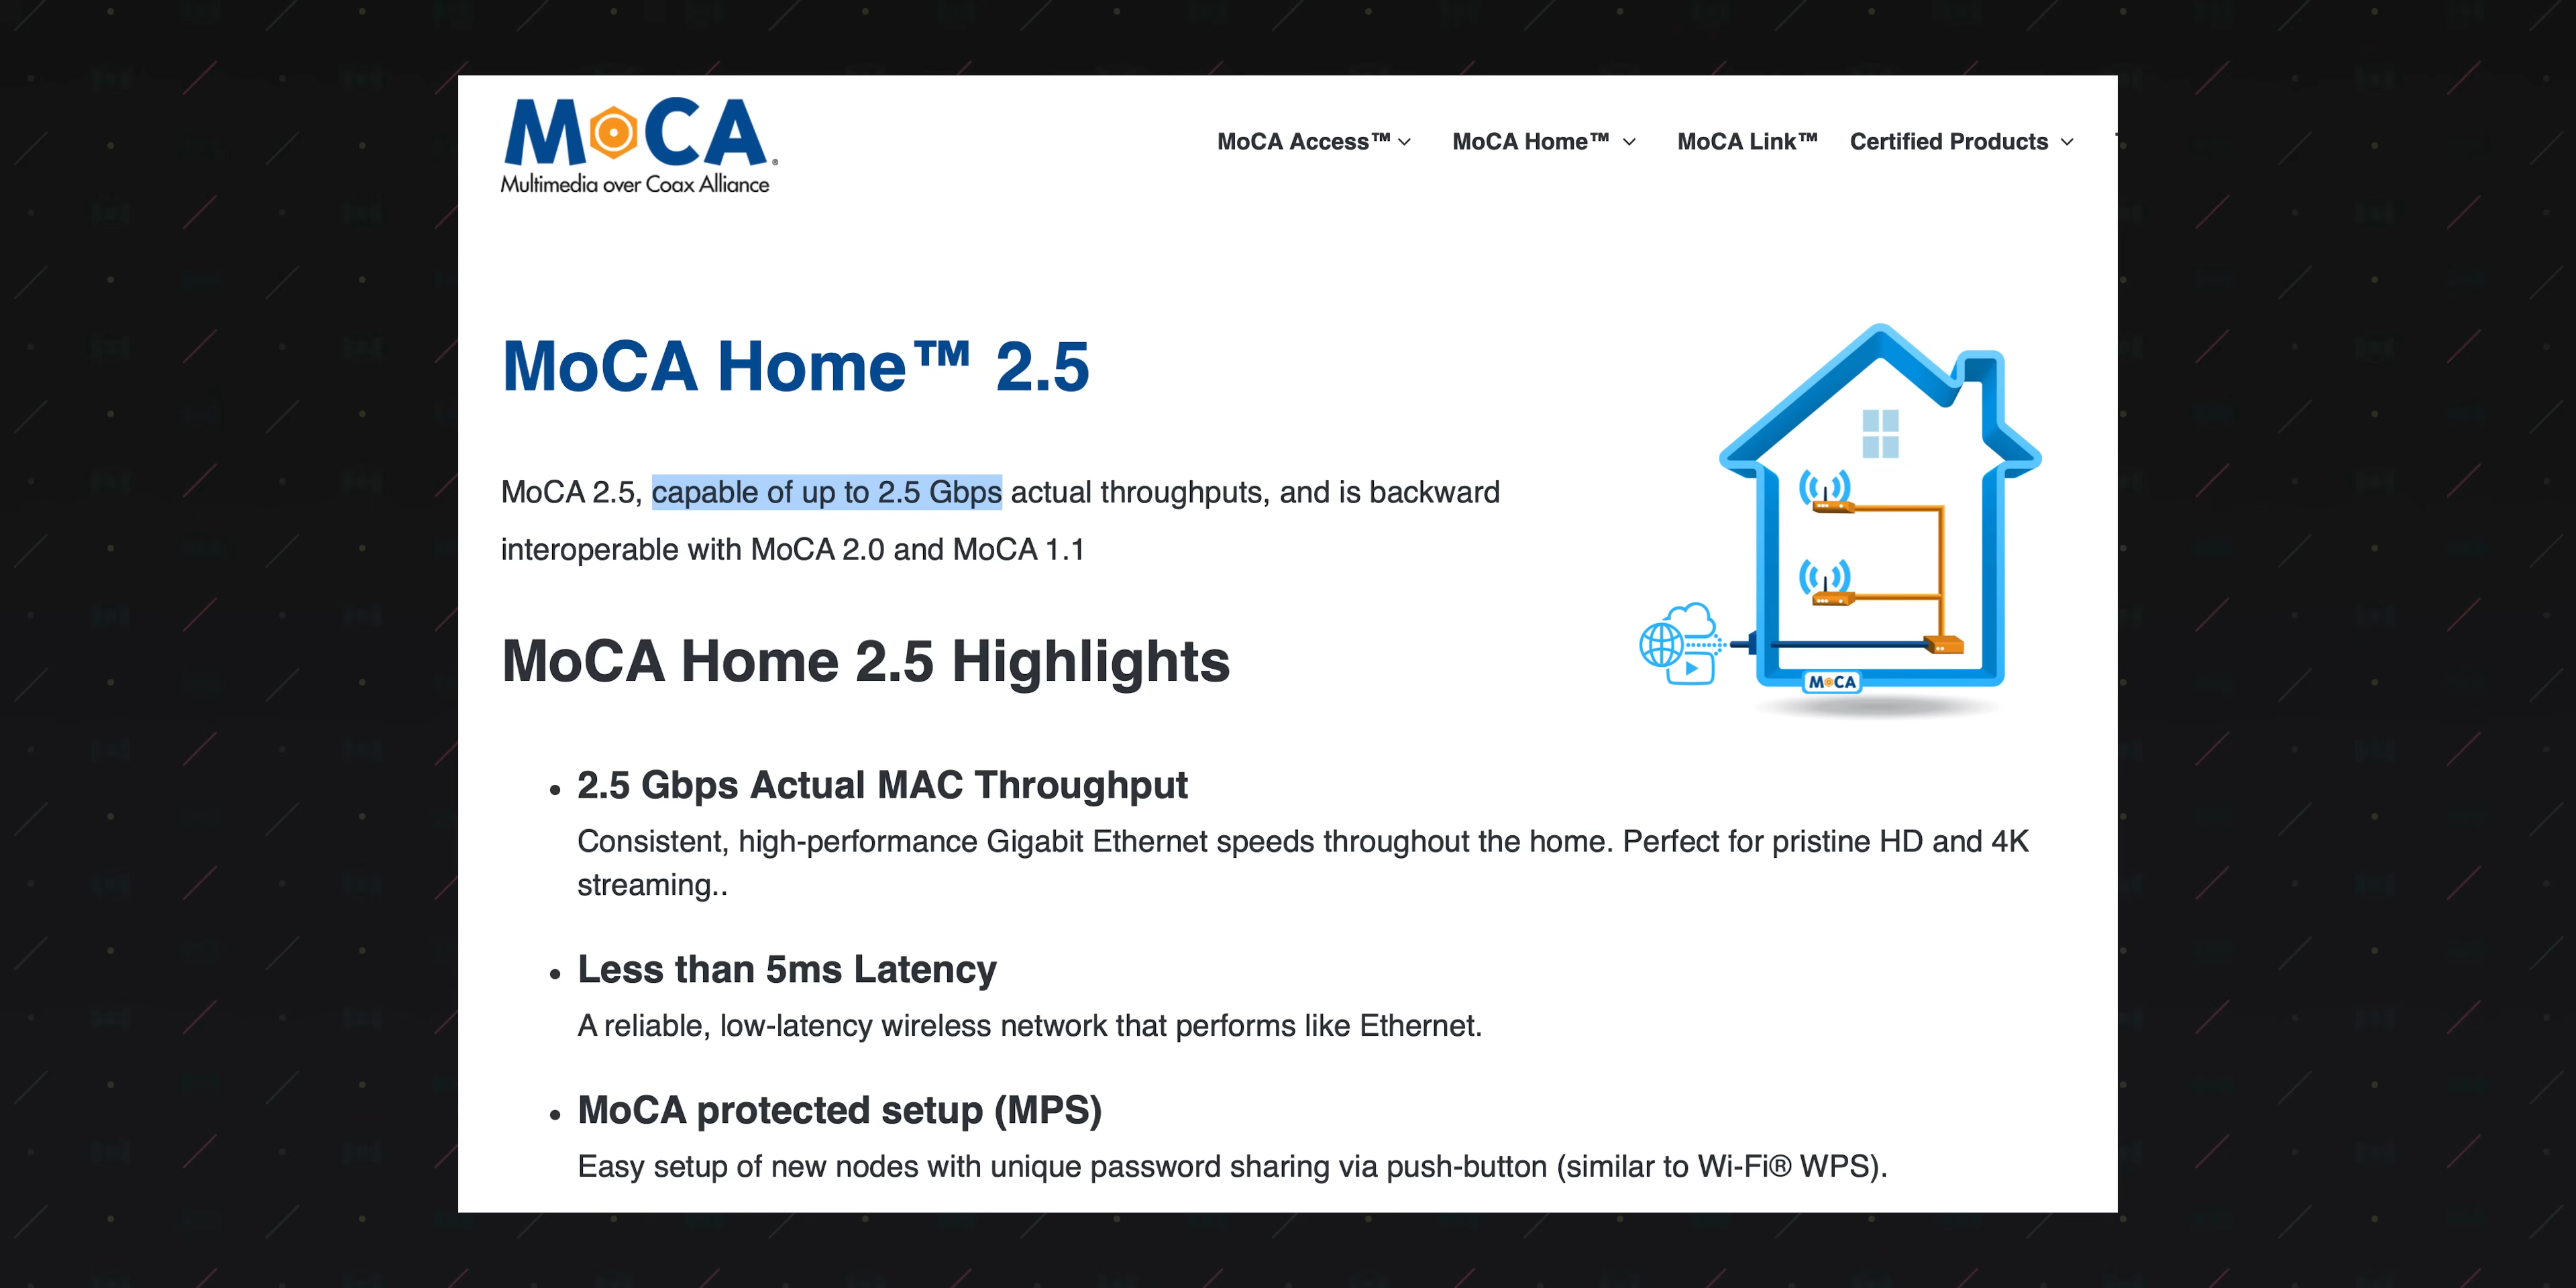 MoCA®
Multimedia over Coax Alliance
MoCA Access™ MoCA Home™ MoCA Link™ Certified Products
MoCA Home™ 2.5
MoCA 2.5, capable of up to 2.5 Gbps actual throughputs, and is backward
interoperable with MoCA 2.0 and MoCA 1.1
MoCA
MoCA Home 2.5 Highlights
• 2.5 Gbps Actual MAC Throughput
Consistent, high-performance Gigabit Ethernet speeds throughout the home. Perfect for pristine HD and 4K
streaming..
• Less than 5ms Latency
A reliable, low-latency wireless network that performs like Ethernet.
• MoCA protected setup (MPS)
Easy setup of new nodes with unique password sharing via push-button (similar to Wi-Fi® WPS).